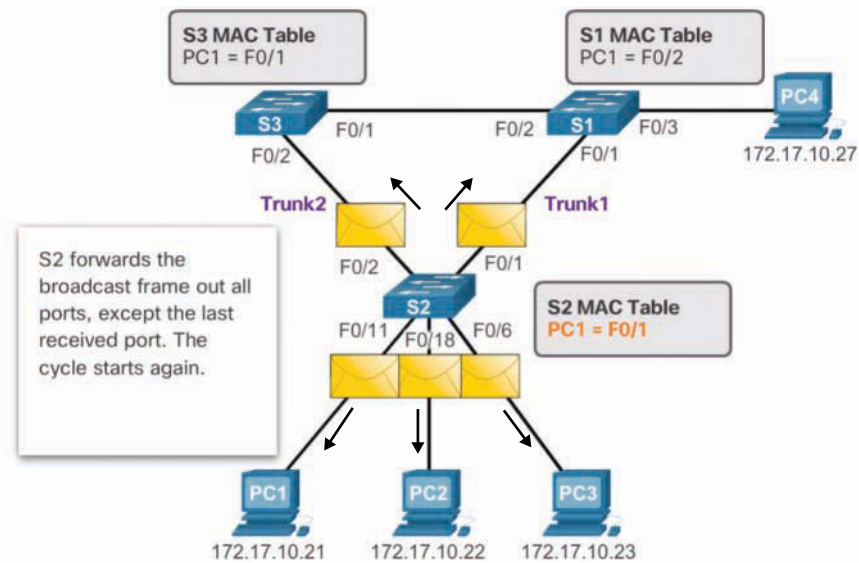 S3 MAC Table
PC1 = F0/1
S1 MAC Table
PC1 = F0/2
PC4
S3
F0/1
F0/2
S1
F0/3
172.17.10.27
F0/2
F0/1
Trunk2
Trunk1
S2 forwards the
broadcast frame out all
ports, except the last
received port. The
cycle starts again.
F0/2
F0/1
S2
S2 MAC Table
PC1 = F0/1
F0/11
F0/18
F0/6
PC1
PC2
PC3
172.17.10.21
172.17.10.22
172.17.10.23